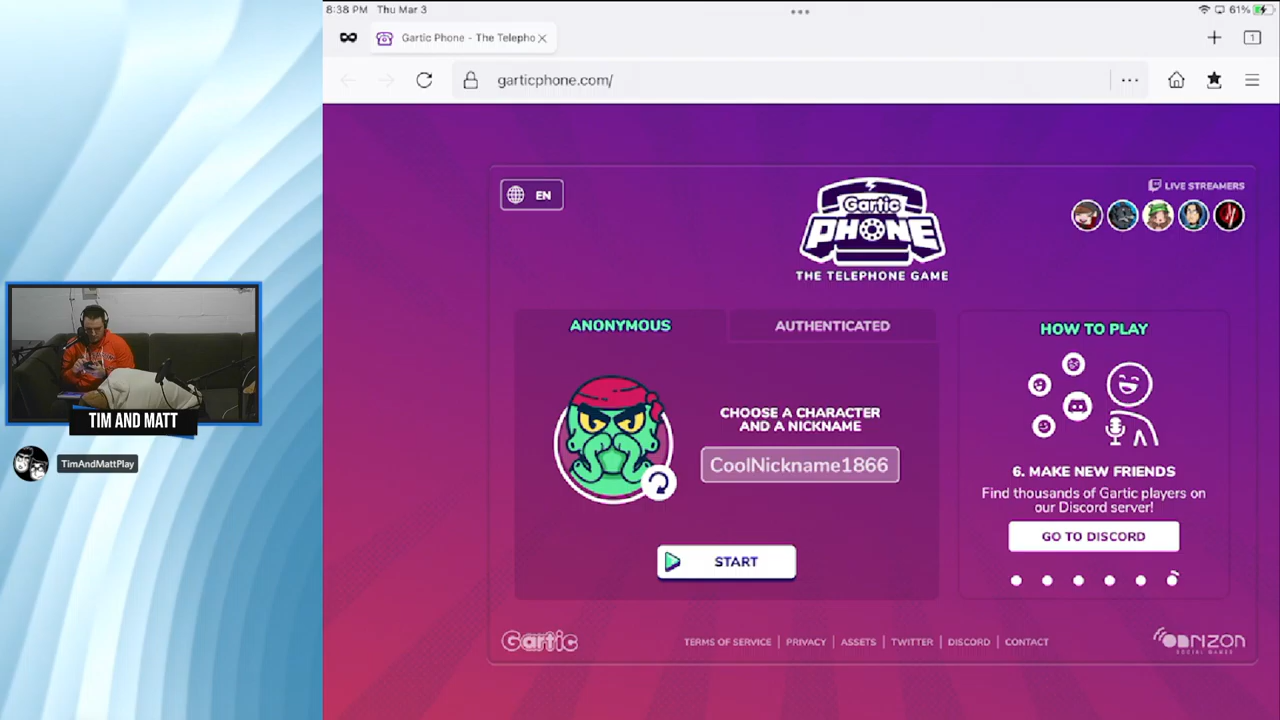 8:38 PM Thu Mar 3
61%
Gartic Phone - The Telepho
1
garticphone.com/
EN
Gartic
PHONE
THE TELEPHONE GAME
LIVE STREAMERS
ANONYMOUS
AUTHENTICATED
CHOOSE A CHARACTER
AND A NICKNAME
CoolNickname1866
START
HOW TO PLAY
6. MAKE NEW FRIENDS
Find thousands of Gartic players on
our Discord server!
GO TO DISCORD
TIM AND MATT
TimAndMattPlay
Gartic
TERMS OF SERVICE | PRIVACY | ASSETS | TWITTER | DISCORD | CONTACT
ONRIZON
SOCIAL GAMES